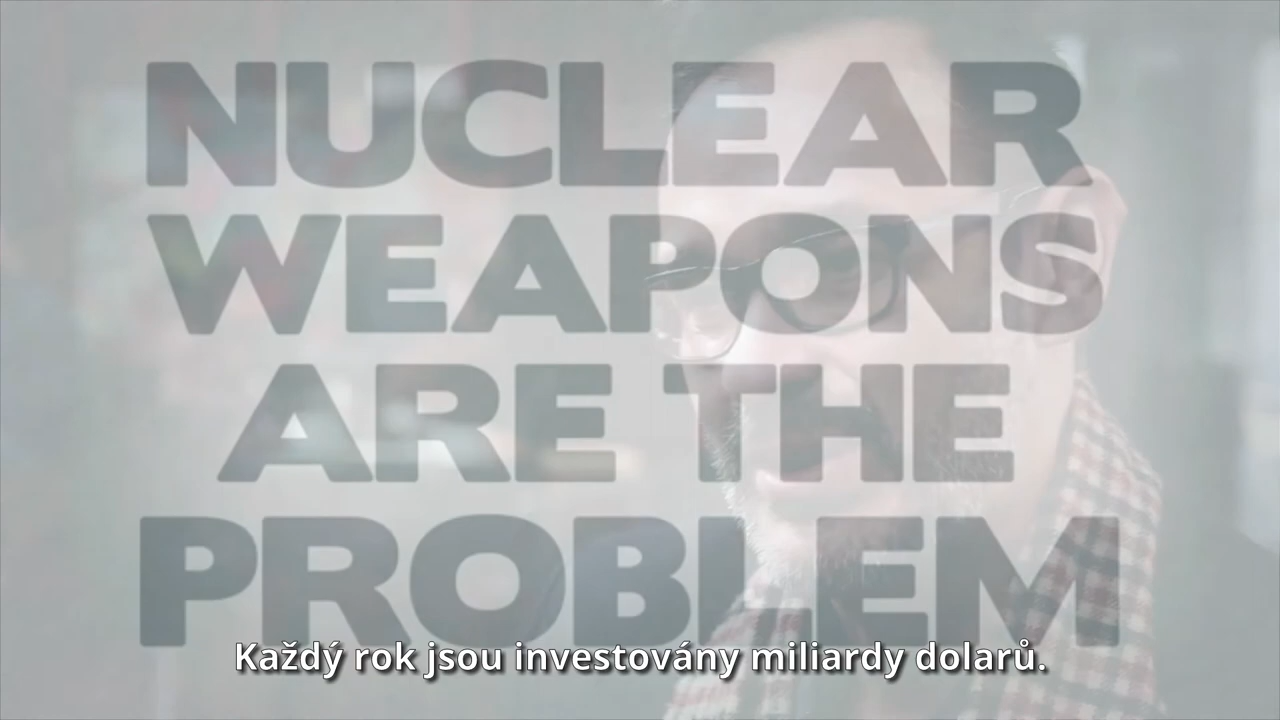 NUCLEAR
WEAPONS
ARE THE
PROBLEM
Každý rok jsou investovány miliardy dolarů.